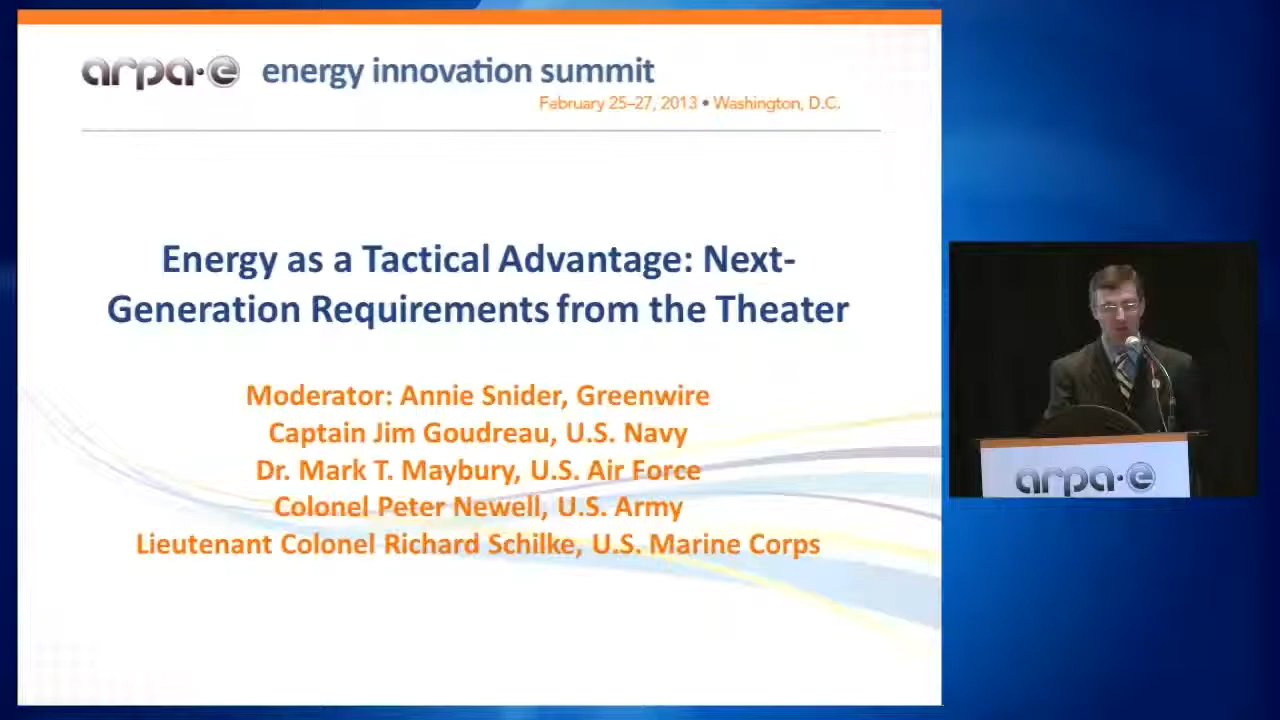 arpa·e energy innovation summit
February 25–27, 2013 • Washington, D.C.
Energy as a Tactical Advantage: Next-
Generation Requirements from the Theater
Moderator: Annie Snider, Greenwire
Captain Jim Goudreau, U.S. Navy
Dr. Mark T. Maybury, U.S. Air Force
Colonel Peter Newell, U.S. Army
Lieutenant Colonel Richard Schilke, U.S. Marine Corps
arpa·e